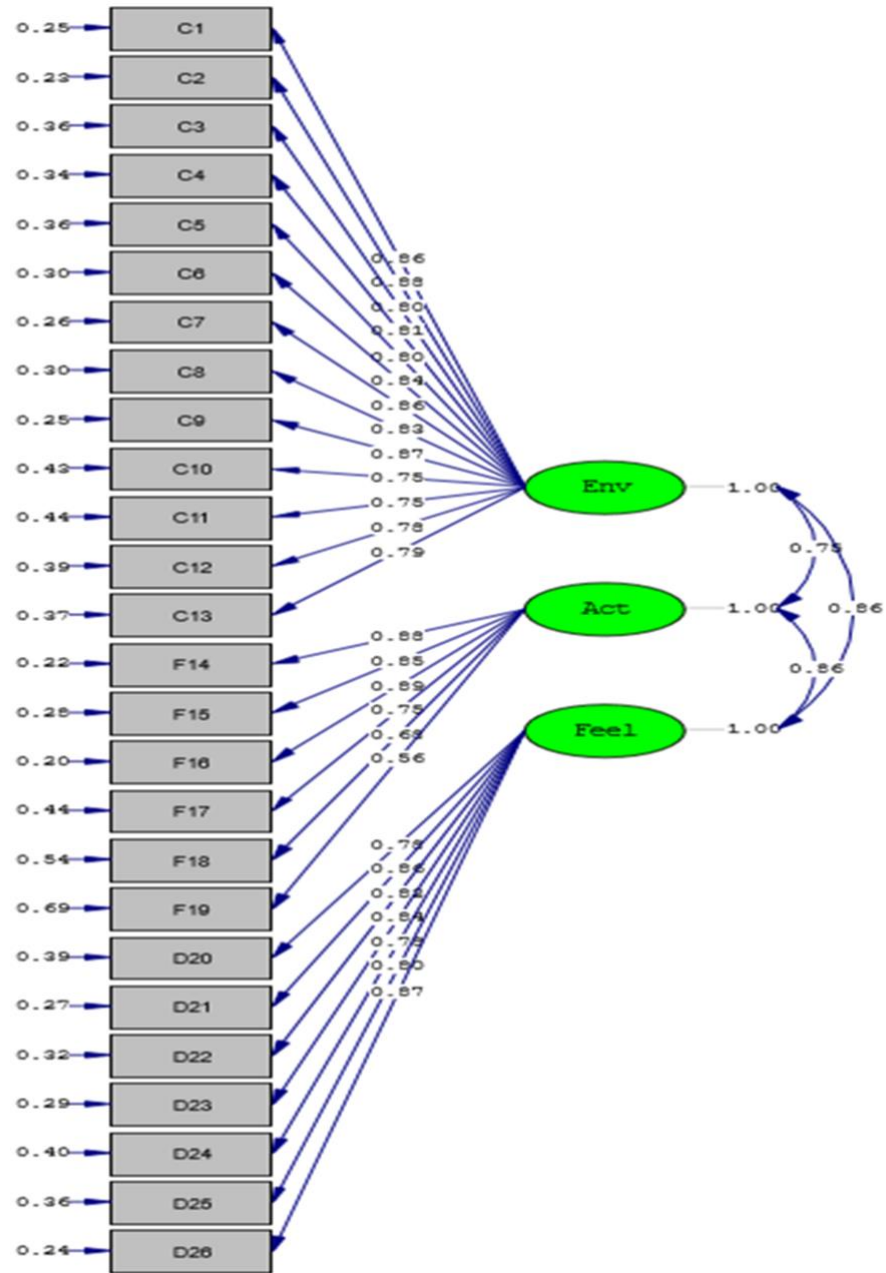 0.25 C1
0.23 C2
0.36 C3
0.34 C4
0.36 C5
0.30 C6
0.26 C7
0.30 C8
0.25 C9
0.43 C10
0.44 C11
0.39 C12
0.37 C13
0.22 F14
0.28 F15
0.20 F16
0.44 F17
0.54 F18
0.69 F19
0.39 D20
0.27 D21
0.32 D22
0.29 D23
0.40 D24
0.36 D25
0.24 D26
0.86
0.88
0.80
0.81
0.80
0.84
0.86
0.83
0.87
0.75
0.75
0.78
0.79
0.88
0.85
0.89
0.75
0.68
0.56
0.78
0.86
0.82
0.84
0.80
0.87
Env 1.00
0.75
Act 1.00
0.86
0.86
Feel 1.00